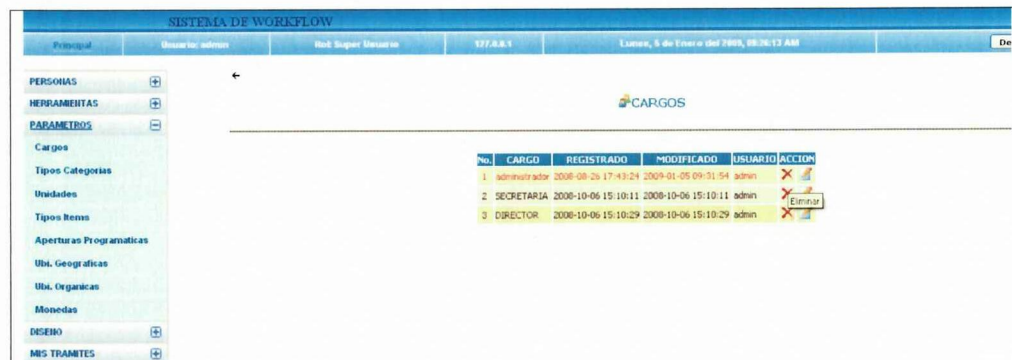 SISTEMA DE WORKFLOW
Principal Usuario: admin Rol: Super Usuario 127.0.0.1 Lunes, 5 de Enero del 2009, 09:36:13 AM De
PERSONAS
HERRAMIENTAS
PARAMETROS
Cargos
Tipos Categorias
Unidades
Tipos Items
Aperturas Programaticas
Ubi. Geograficas
Ubi. Organicas
Monedas
DISEÑO
MIS TRAMITES
←
CARGOS
No. CARGO REGISTRADO MODIFICADO USUARIO ACCION
1 administrador 2008-08-26 17:43:24 2009-01-05 09:31:54 admin
2 SECRETARIA 2008-10-06 15:10:11 2008-10-06 15:10:11 admin
Eliminar
3 DIRECTOR 2008-10-06 15:10:29 2008-10-06 15:10:29 admin